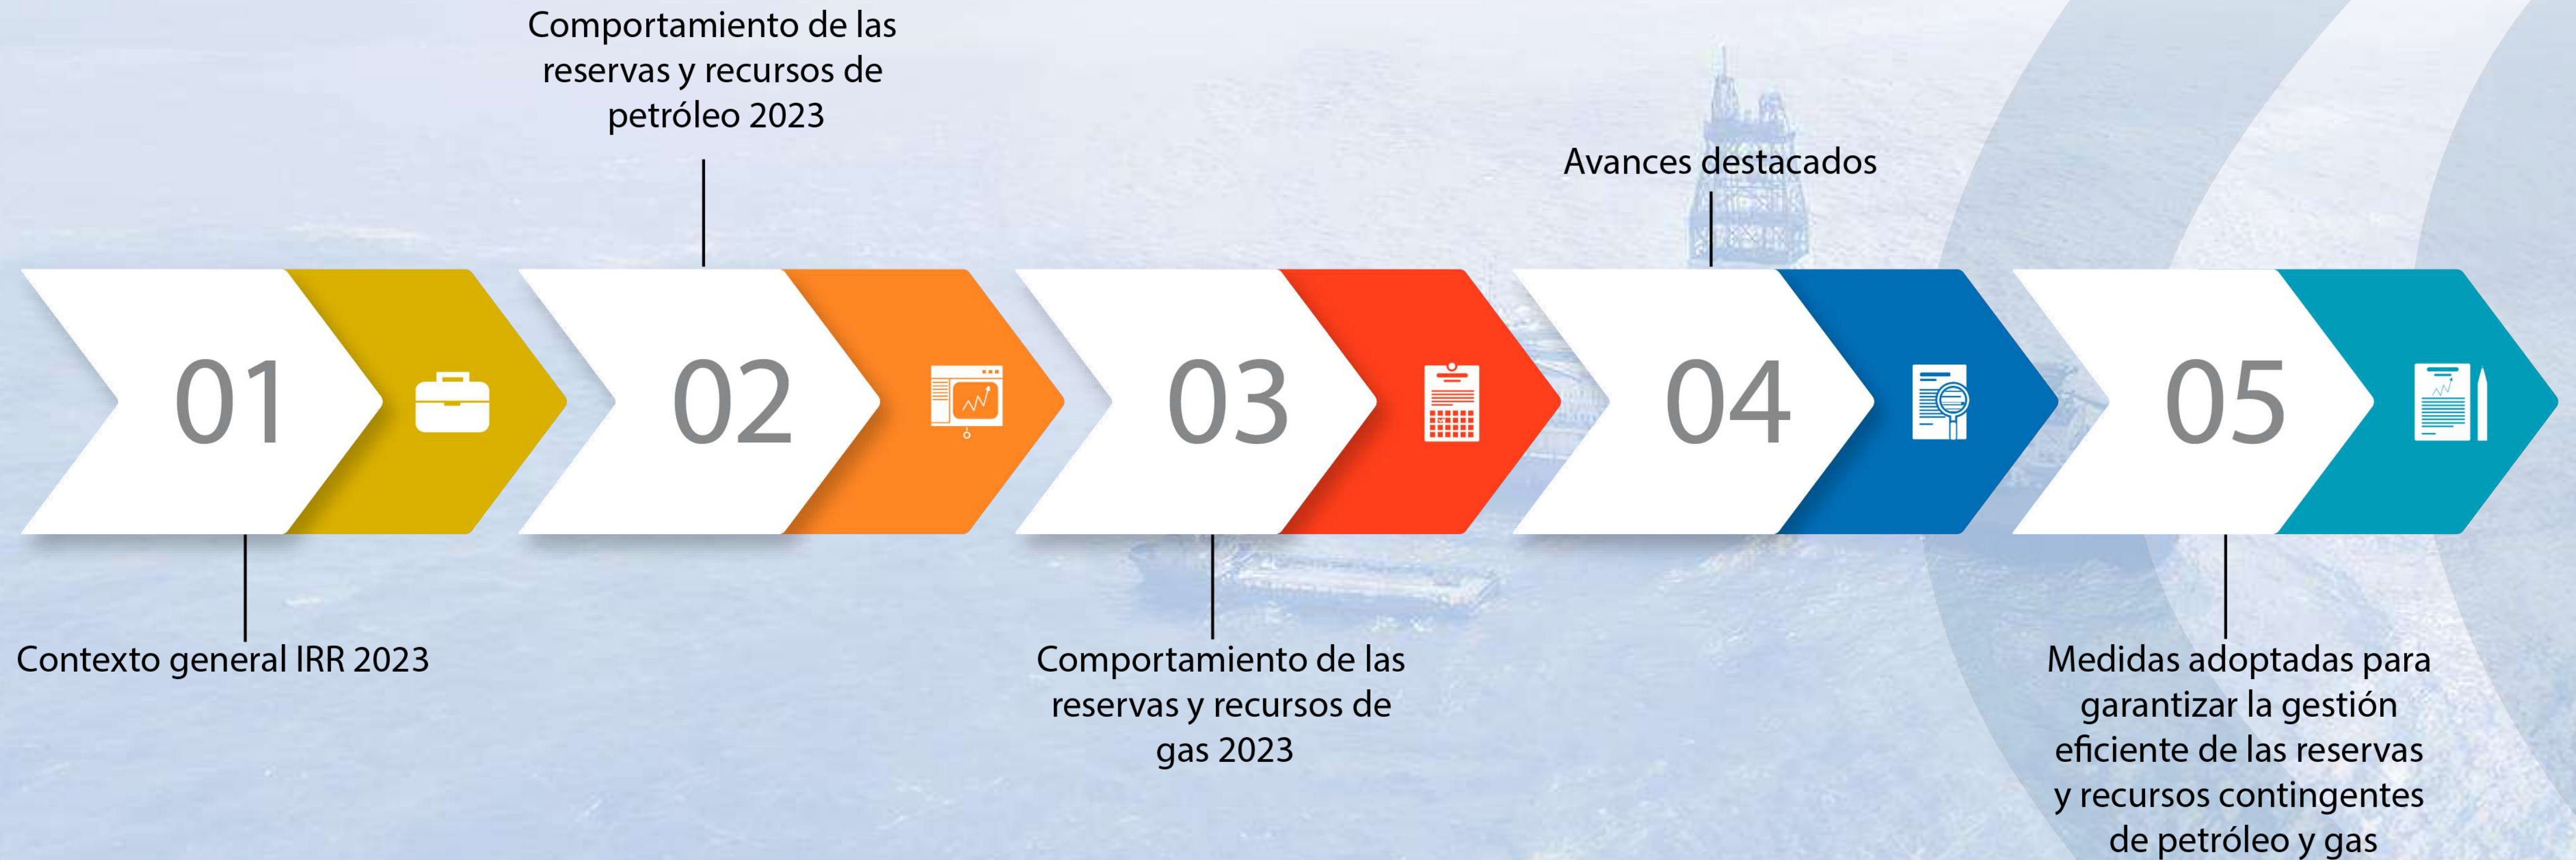 01
Contexto general IRR 2023
02
Comportamiento de las
reservas y recursos de
petróleo 2023
03
Comportamiento de las
reservas y recursos de
gas 2023
04
Avances destacados
05
Medidas adoptadas para
garantizar la gestión
eficiente de las reservas
y recursos contingentes
de petróleo y gas